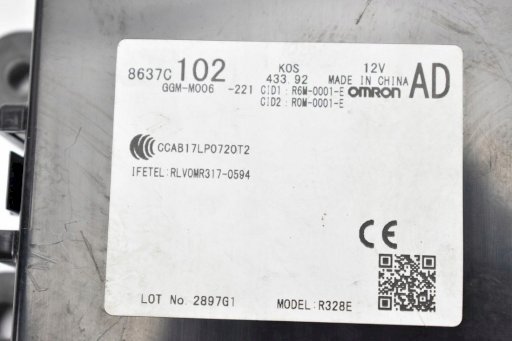 8637C 102 KOS 12V
433.92 MADE IN CHINA AD
GGM-M006 -221 CID1: R6M-0001-E OMRON
CID2: R0M-0001-E
CCAB17LP0720T2
IFETEL:RLVOMR317-0594
CE
LOT No. 2897G1 MODEL:R328E